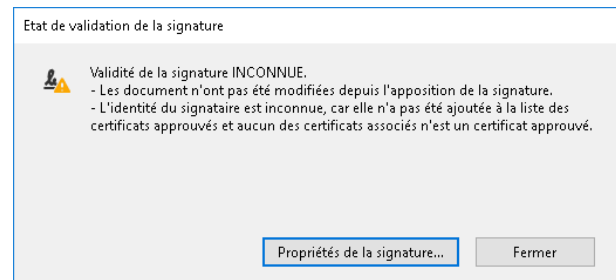 Etat de validation de la signature
Validité de la signature INCONNUE.
- Les document n'ont pas été modifiées depuis l'apposition de la signature.
- L'identité du signataire est inconnue, car elle n'a pas été ajoutée à la liste des
certificats approuvés et aucun des certificats associés n'est un certificat approuvé.
Propriétés de la signature...
Fermer